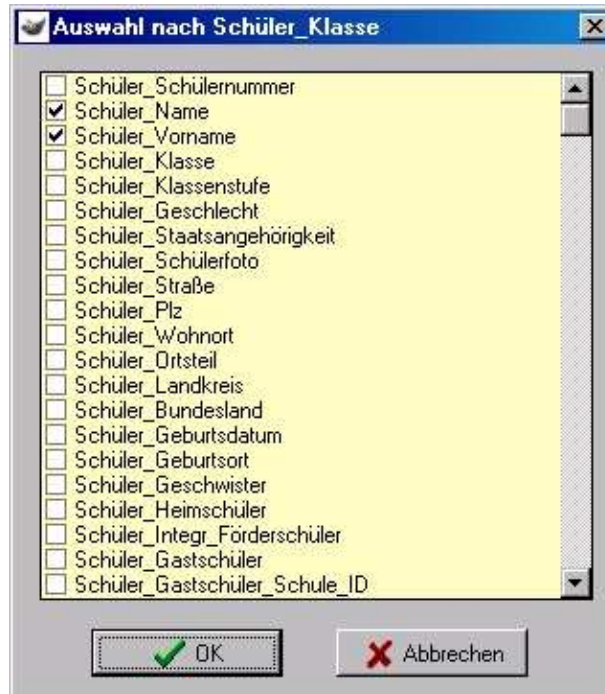 Auswahl nach Schüler_Klasse
Schüler_Schülernummer
Schüler_Name
Schüler_Vorname
Schüler_Klasse
Schüler_Klassenstufe
Schüler_Geschlecht
Schüler_Staatsangehörigkeit
Schüler_Schülerfoto
Schüler_Straße
Schüler_Plz
Schüler_Wohnort
Schüler_Ortsteil
Schüler_Landkreis
Schüler_Bundesland
Schüler_Geburtsdatum
Schüler_Geburtsort
Schüler_Geschwister
Schüler_Heimschüler
Schüler_Integr_Förderschüler
Schüler_Gastschüler
Schüler_Gastschüler_Schule_ID
OK Abbrechen